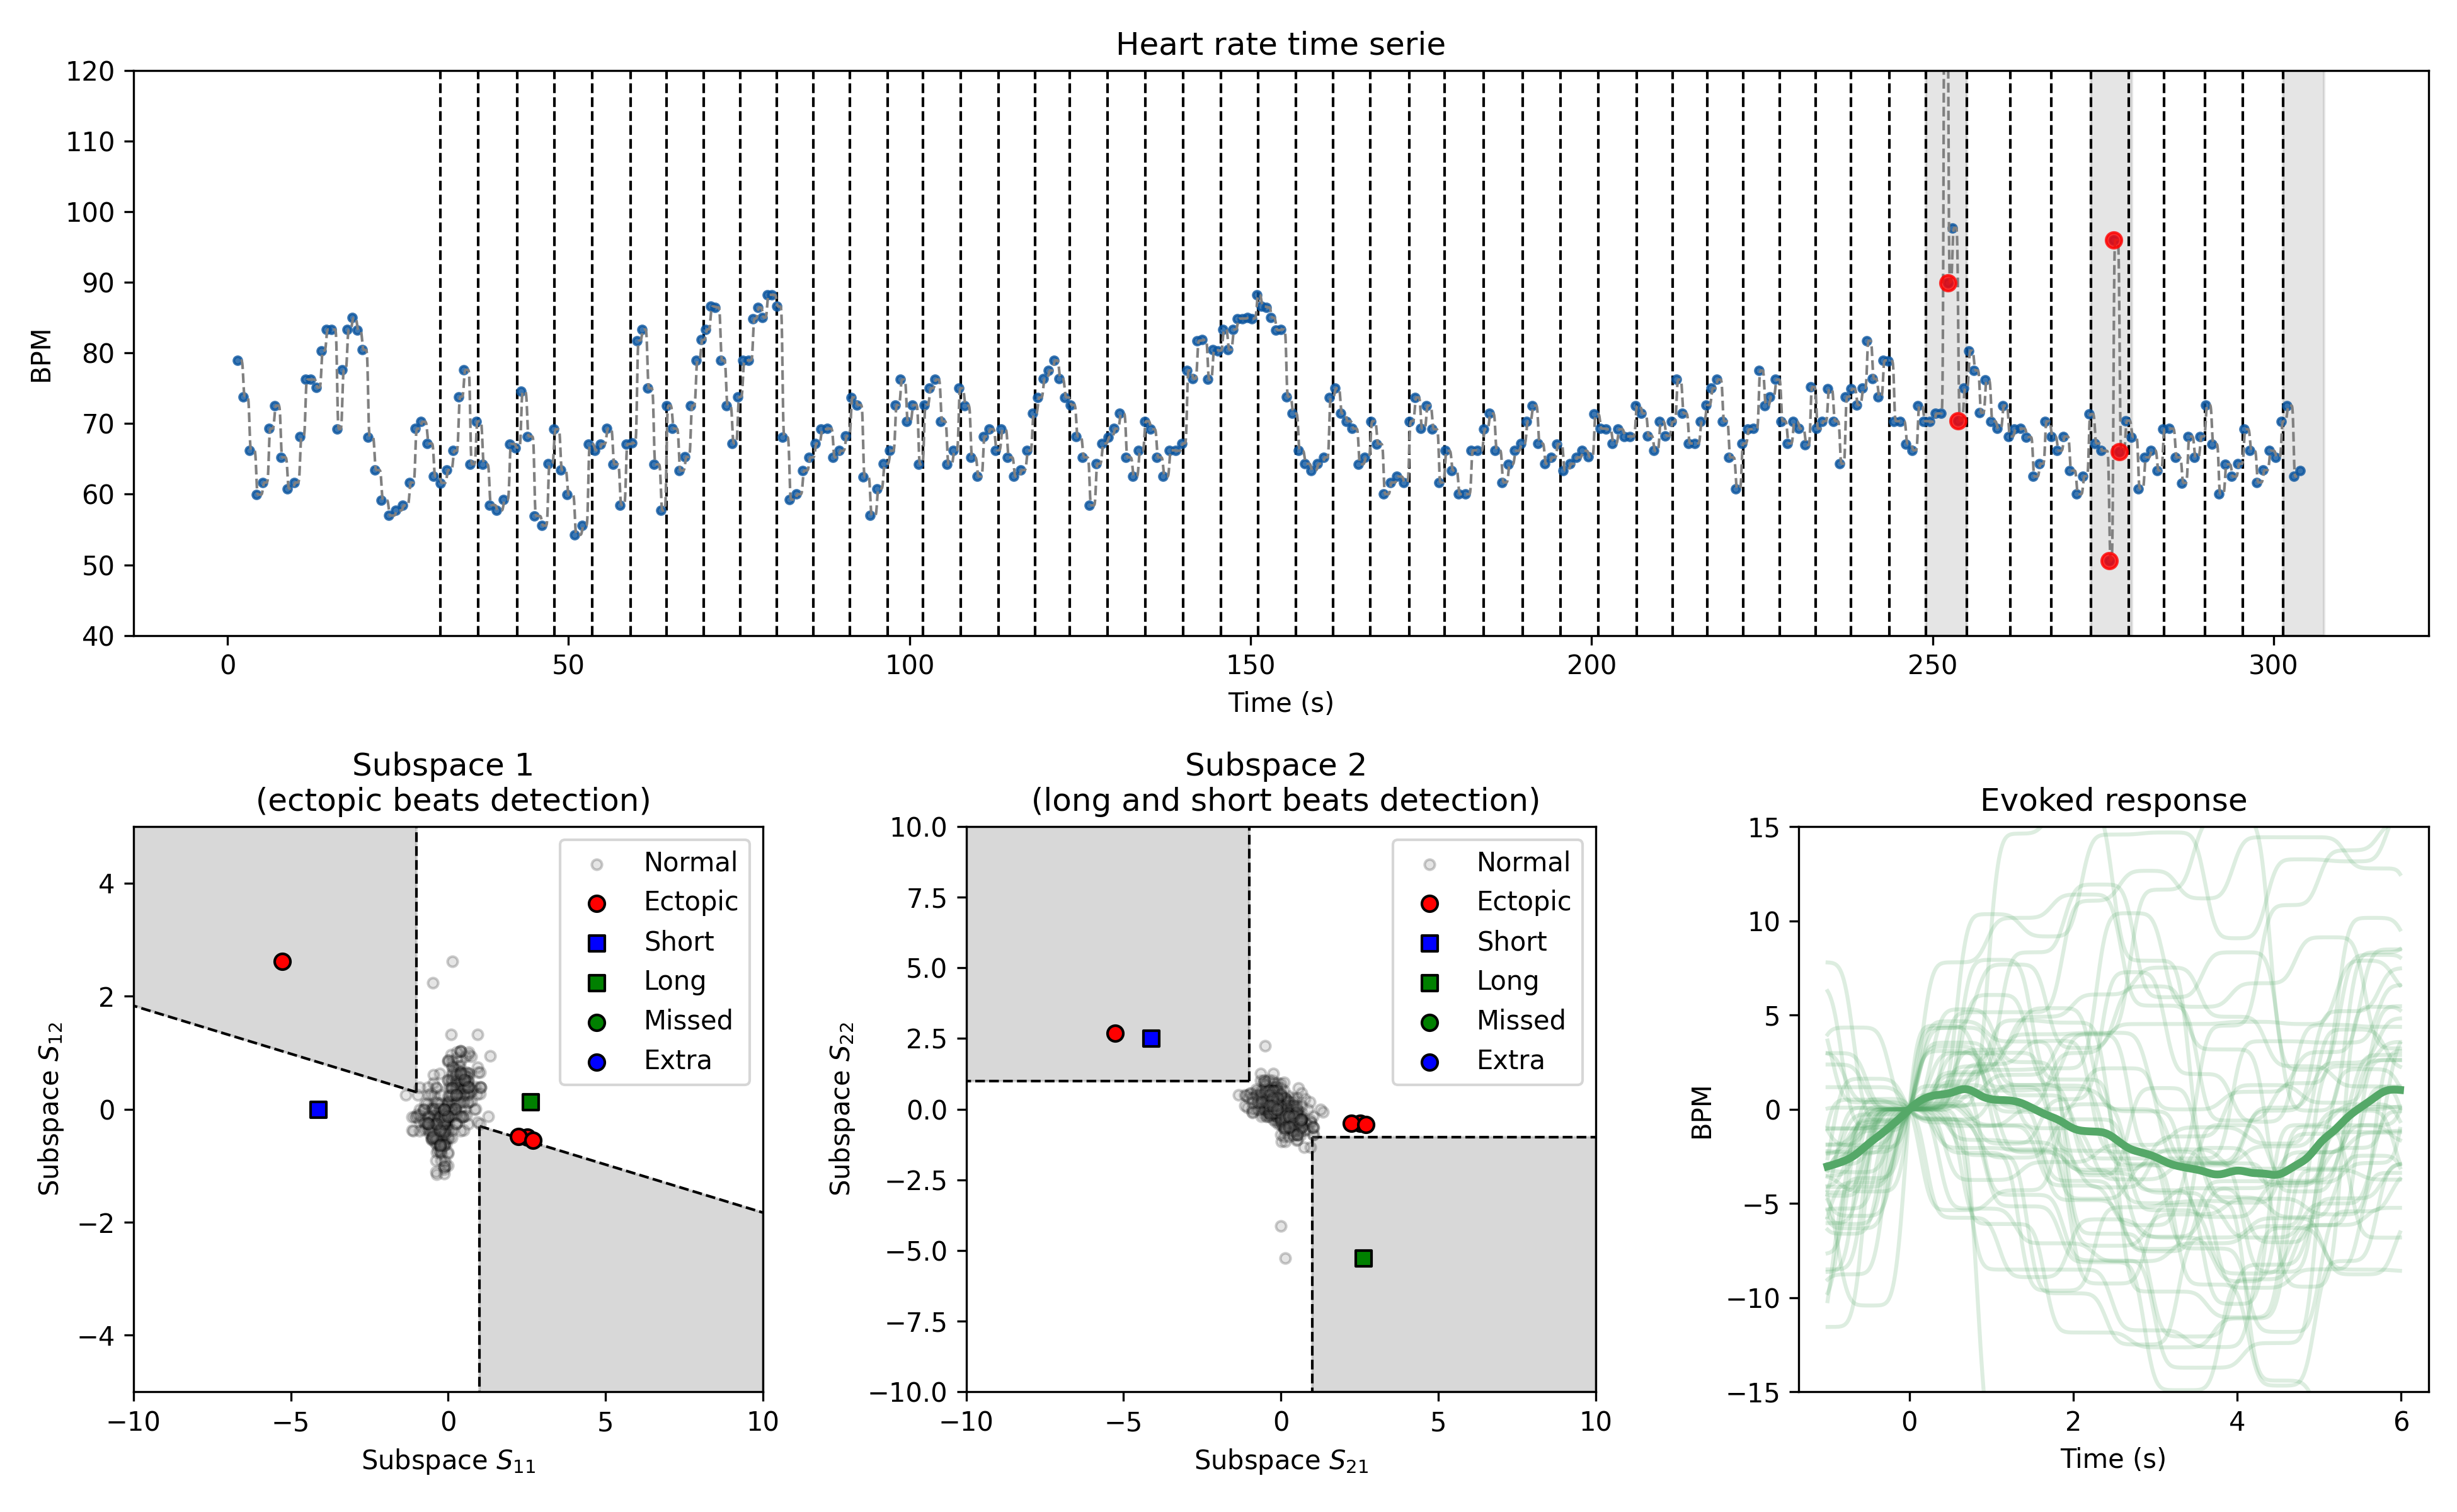 Heart rate time serie
120
110
100
90
80
70
60
50
40
BPM
0 50 100 150 200 250 300
Time (s)
Subspace 1
(ectopic beats detection)
4
2
0
−2
−4
Subspace S₁₂
Normal
Ectopic
Short
Long
Missed
Extra
−10 −5 0 5 10
Subspace S₁₁
Subspace 2
(long and short beats detection)
10.0
7.5
5.0
2.5
0.0
−2.5
−5.0
−7.5
−10.0
Subspace S₂₂
Normal
Ectopic
Short
Long
Missed
Extra
−10 −5 0 5 10
Subspace S₂₁
Evoked response
15
10
5
0
−5
−10
−15
BPM
0 2 4 6
Time (s)